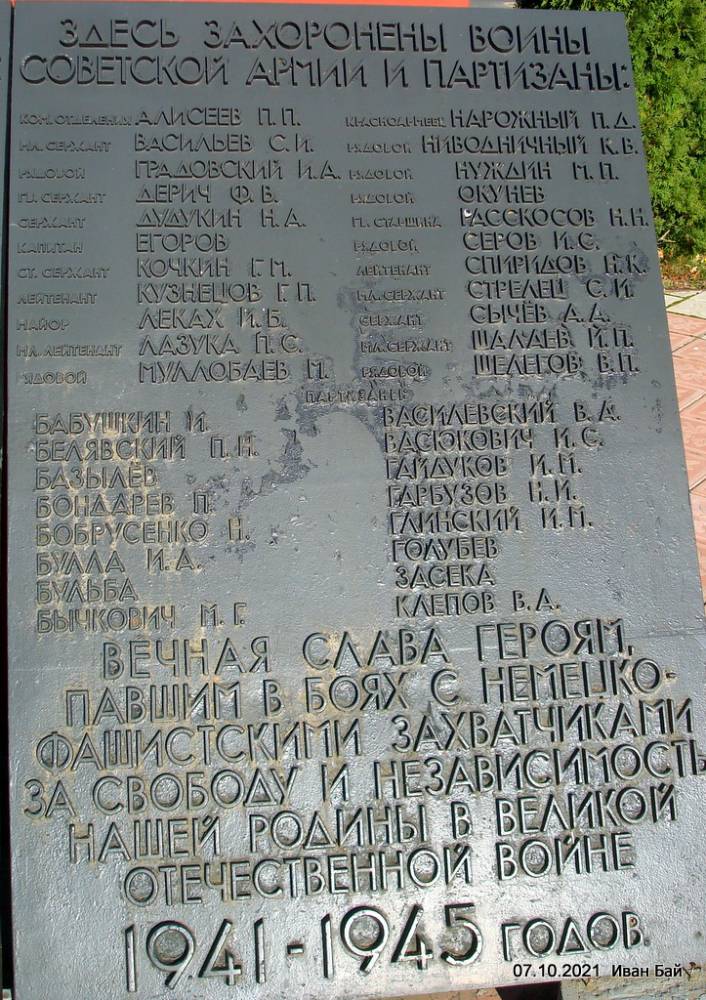 ЗДЕСЬ ЗАХОРОНЕНЫ ВОИНЫ
СОВЕТСКОЙ АРМИИ И ПАРТИЗАНЫ:
КОМ. ОТДЕЛЕНИЯ АЛИСЕЕВ П. П. КРАСНОАРМЕЕЦ НАРОЖНЫЙ П. Д.
МЛ. СЕРЖАНТ ВАСИЛЬЕВ С. И. РЯДОВОЙ НИВОДНИЧНЫЙ К. В.
РЯДОВОЙ ГРАДОВСКИЙ И. А. РЯДОВОЙ НУЖДИН М. П.
ГЛ. СЕРЖАНТ ДЕРИЧ Ф. В. РЯДОВОЙ ОКУНЕВ
СЕРЖАНТ ДУДУКИН Н. А. ГЛ. СТАРШИНА РАССКОСОВ Н. Н.
КАПИТАН ЕГОРОВ РЯДОВОЙ СЕРОВ И. С.
СТ. СЕРЖАНТ КОЧКИН Г. М. ЛЕЙТЕНАНТ СПИРИДОВ Н. К.
ЛЕЙТЕНАНТ КУЗНЕЦОВ Г. П. МЛ. СЕРЖАНТ СТРЕЛЕЦ С. И.
МАЙОР ЛЕКАХ И. Б. СЕРЖАНТ СЫЧЁВ А. А.
МЛ. ЛЕЙТЕНАНТ ЛАЗУКА П. С. МЛ. СЕРЖАНТ ШАЛАЕВ И. П.
РЯДОВОЙ МУЛЛОБАЕВ М. РЯДОВОЙ ШЕЛЕГОВ В. П.
ПАРТИЗАНЫ
БАБУШКИН И. ВАСИЛЕВСКИЙ В. А.
БЕЛЯВСКИЙ П. Н. ВАСЮКОВИЧ И. С.
БАЗЫЛЁВ ГАЙДУКОВ И. М.
БОНДАРЕВ П. ГАРБУЗОВ Н. И.
БОБРУСЕНКО Н. ГЛИНСКИЙ И. М.
БУЛЛА И. А. ГОЛУБЕВ
БУЛЬБА ЗАСЕКА
БЫЧКОВИЧ М. Г. КЛЕПОВ В. А.
ВЕЧНАЯ СЛАВА ГЕРОЯМ,
ПАВШИМ В БОЯХ С НЕМЕЦКО-
ФАШИСТСКИМИ ЗАХВАТЧИКАМИ
ЗА СВОБОДУ И НЕЗАВИСИМОСТЬ
НАШЕЙ РОДИНЫ В ВЕЛИКОЙ
ОТЕЧЕСТВЕННОЙ ВОЙНЕ
1941-1945 ГОДОВ.
07.10.2021 Иван Бай